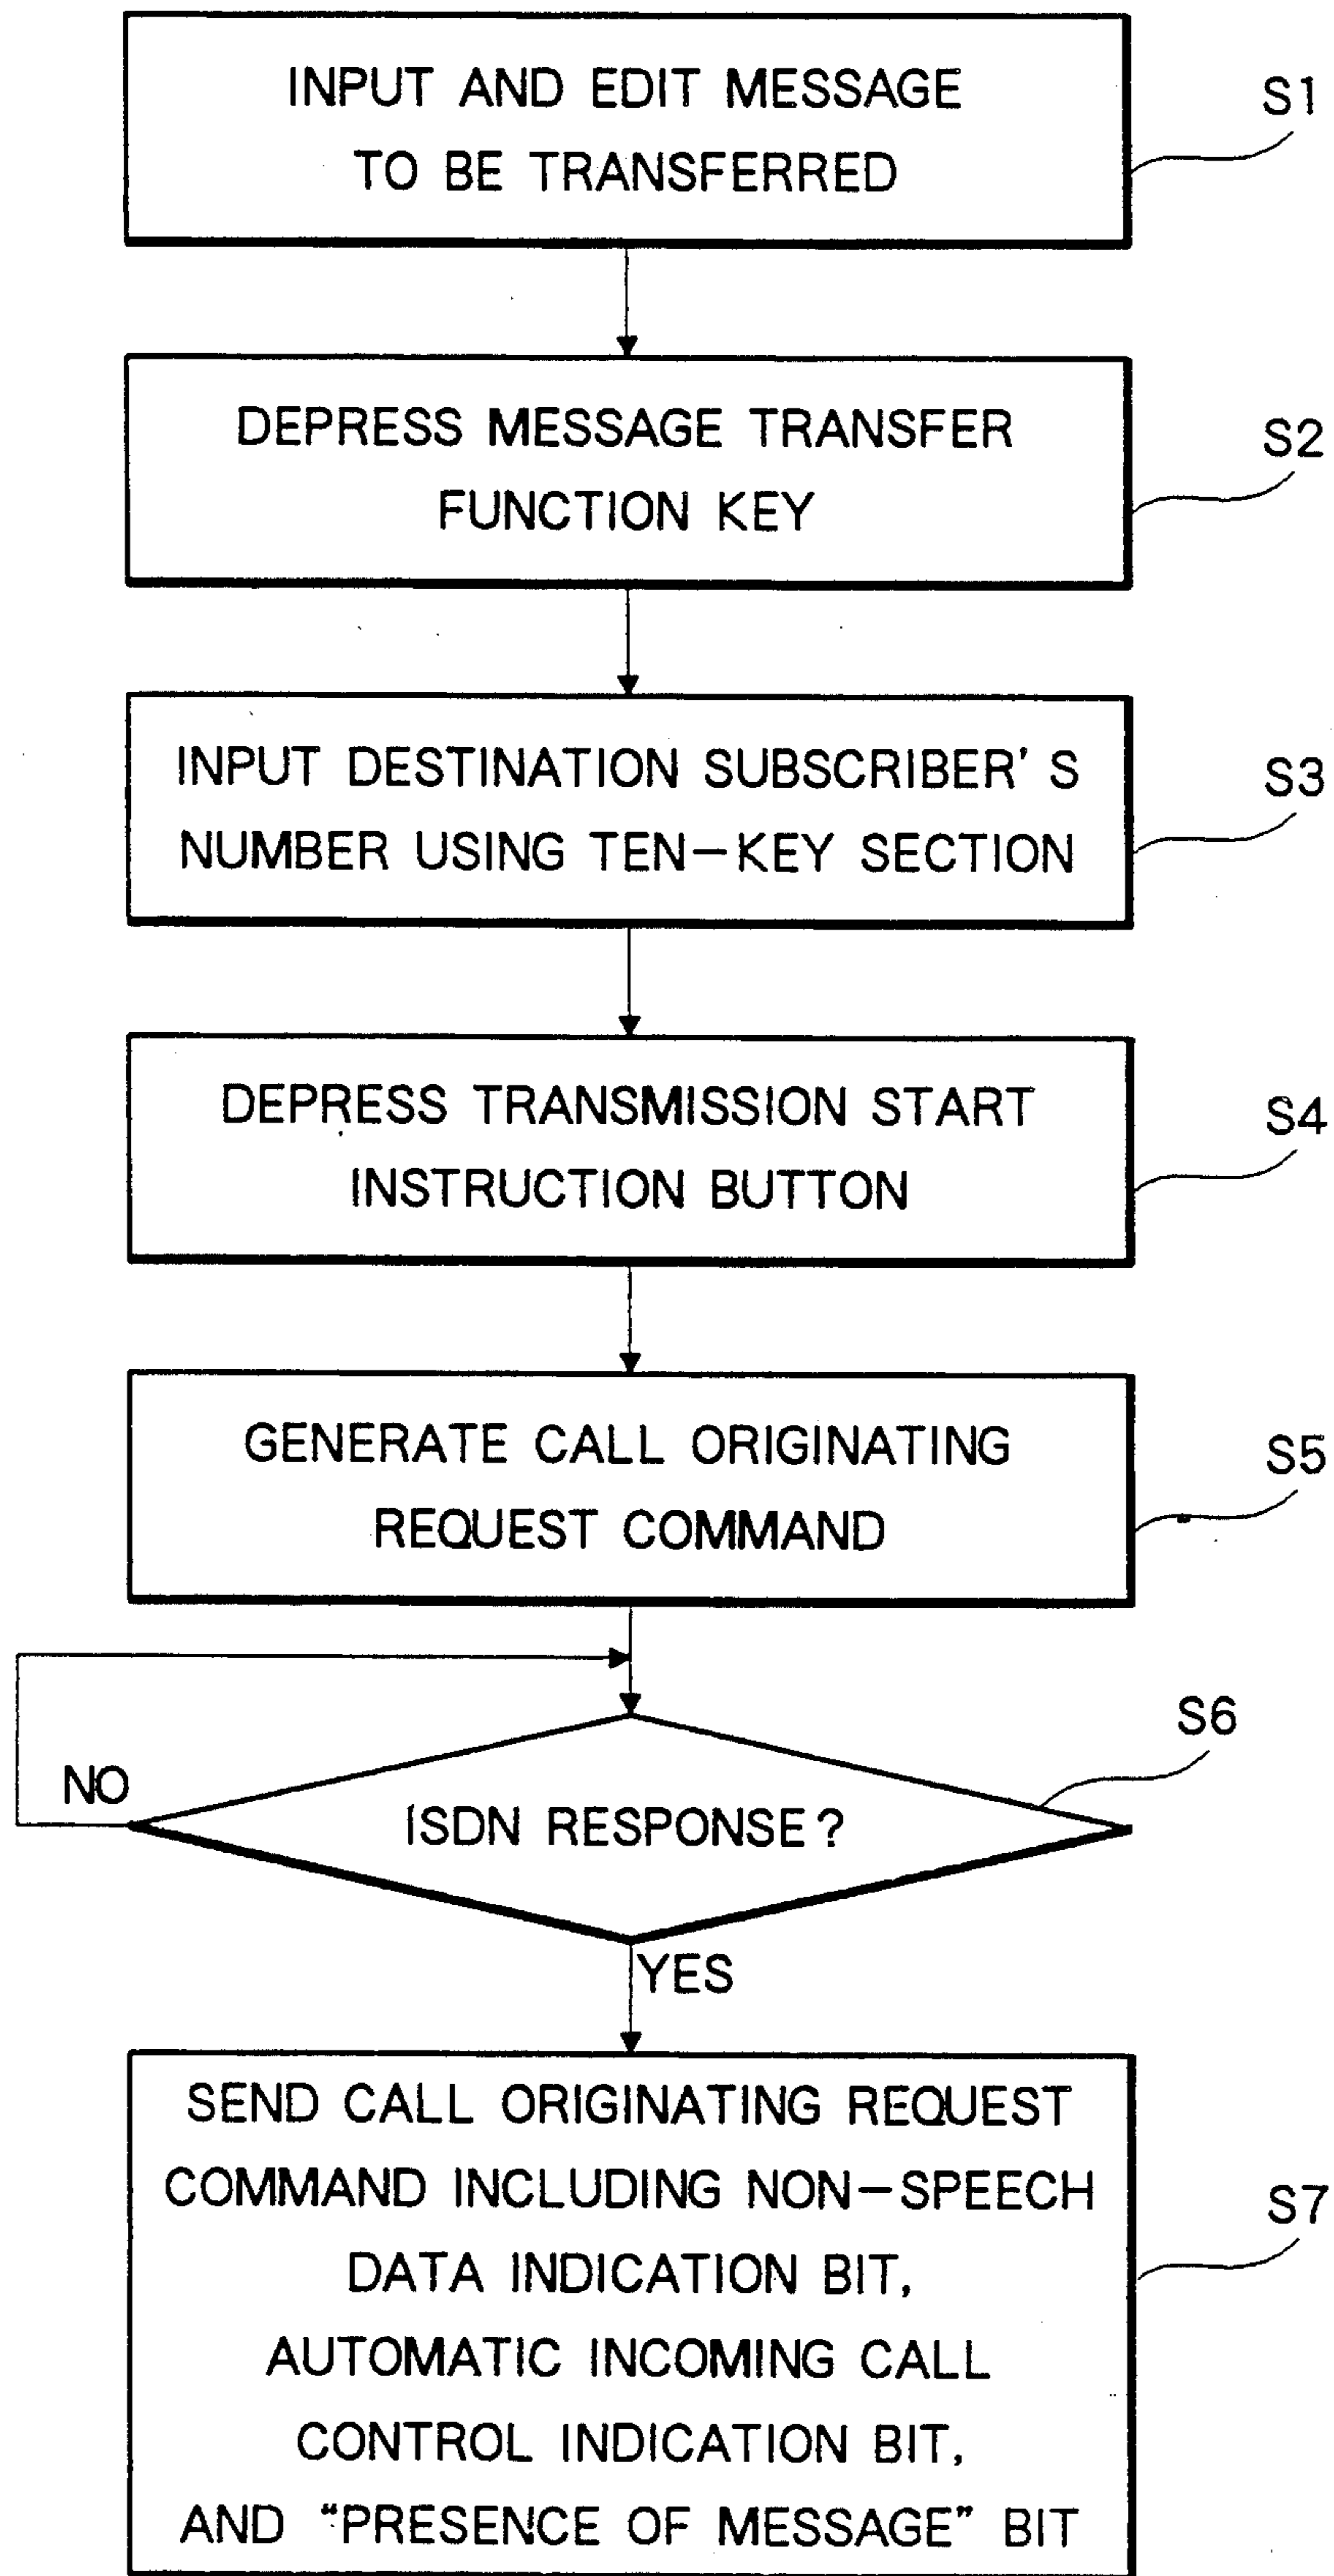 INPUT AND EDIT MESSAGE
TO BE TRANSFERRED
S1
DEPRESS MESSAGE TRANSFER
FUNCTION KEY
S2
INPUT DESTINATION SUBSCRIBER'S
NUMBER USING TEN-KEY SECTION
S3
DEPRESS TRANSMISSION START
INSTRUCTION BUTTON
S4
GENERATE CALL ORIGINATING
REQUEST COMMAND
S5
S6
NO
ISDN RESPONSE?
YES
SEND CALL ORIGINATING REQUEST
COMMAND INCLUDING NON-SPEECH
DATA INDICATION BIT,
AUTOMATIC INCOMING CALL
CONTROL INDICATION BIT,
AND "PRESENCE OF MESSAGE" BIT
S7